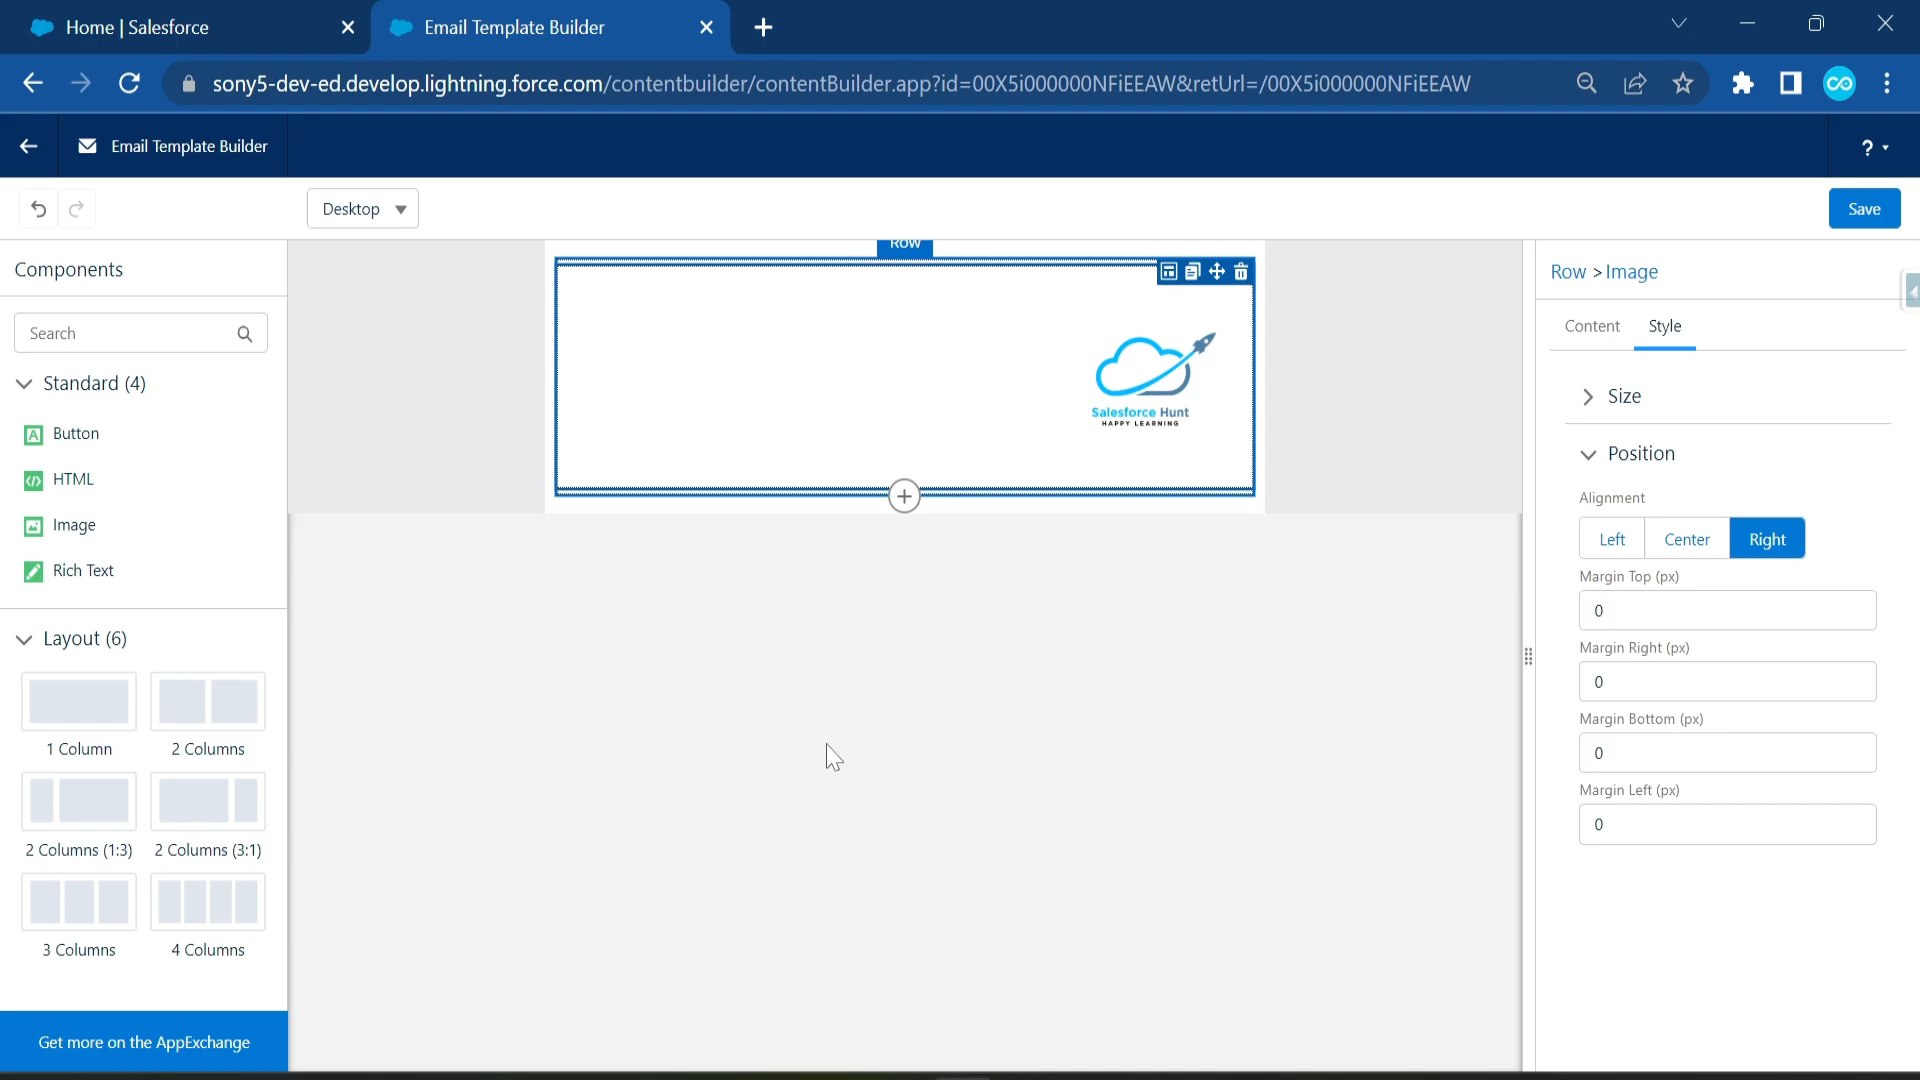 Home | Salesforce
Email Template Builder
sony5-dev-ed.develop.lightning.force.com/contentbuilder/contentBuilder.app?id=00X5i000000NFiEEAW&retUrl=/00X5i000000NFiEEAW
Email Template Builder
?
Desktop
Save
Components
Search
Standard (4)
Button
HTML
Image
Rich Text
Layout (6)
1 Column
2 Columns
2 Columns (1:3)
2 Columns (3:1)
3 Columns
4 Columns
Get more on the AppExchange
Row
Salesforce Hunt
HAPPY LEARNING
Row > Image
Content
Style
Size
Position
Alignment
Left
Center
Right
Margin Top (px)
0
Margin Right (px)
0
Margin Bottom (px)
0
Margin Left (px)
0